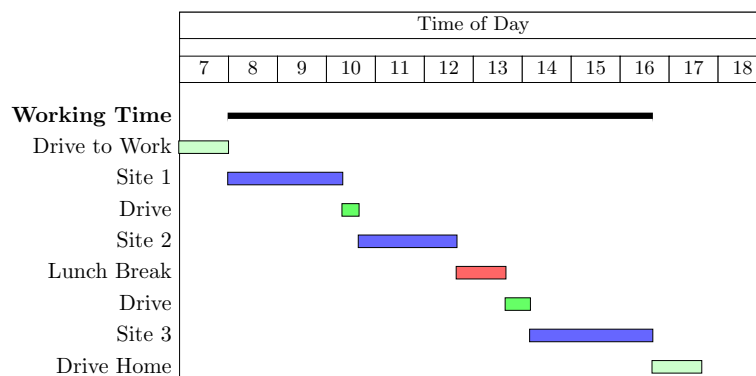 Time of Day
7 8 9 10 11 12 13 14 15 16 17 18
Working Time
Drive to Work
Site 1
Drive
Site 2
Lunch Break
Drive
Site 3
Drive Home